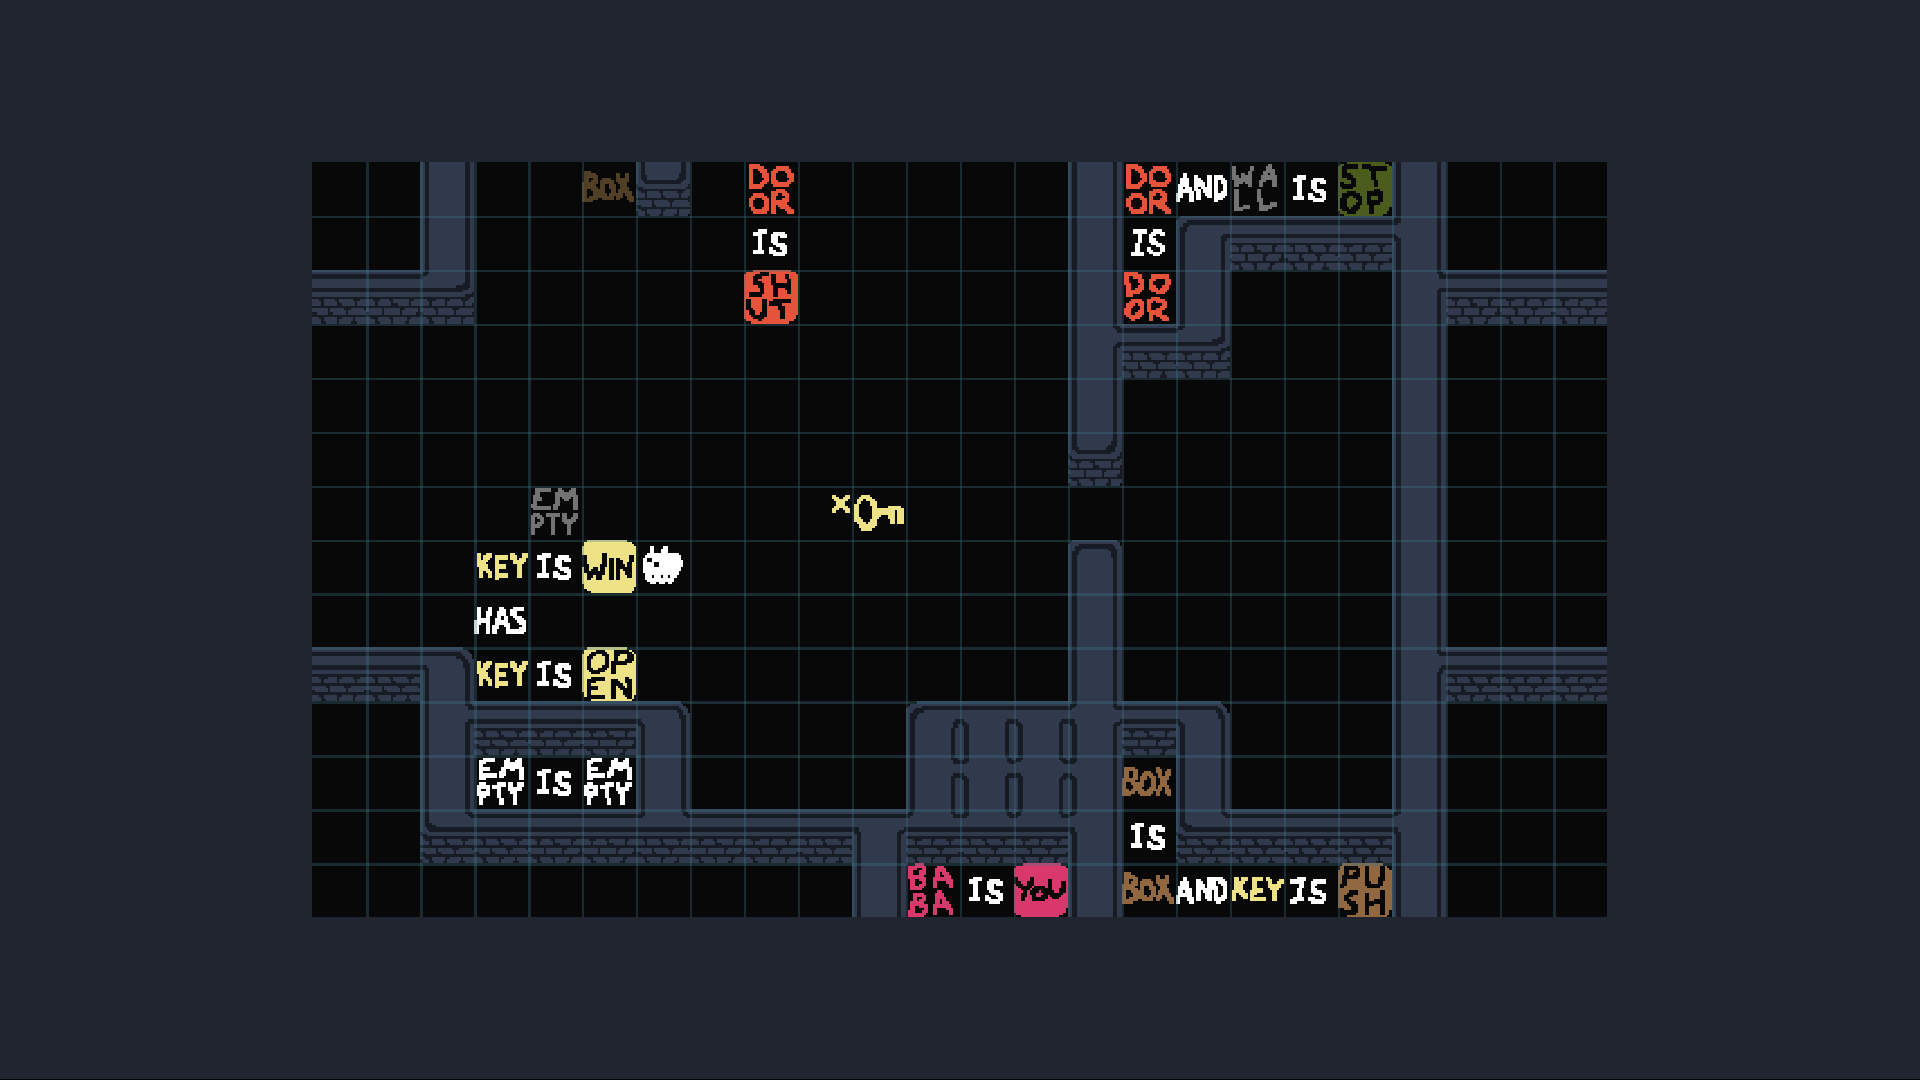 BOX DOOR DOOR AND WALL IS STOP
IS IS
SHUT DOOR
EMPTY ×
KEY IS WIN
HAS
KEY IS OPEN
EMPTY IS EMPTY BOX
IS
BABA IS YOU BOX AND KEY IS PUSH